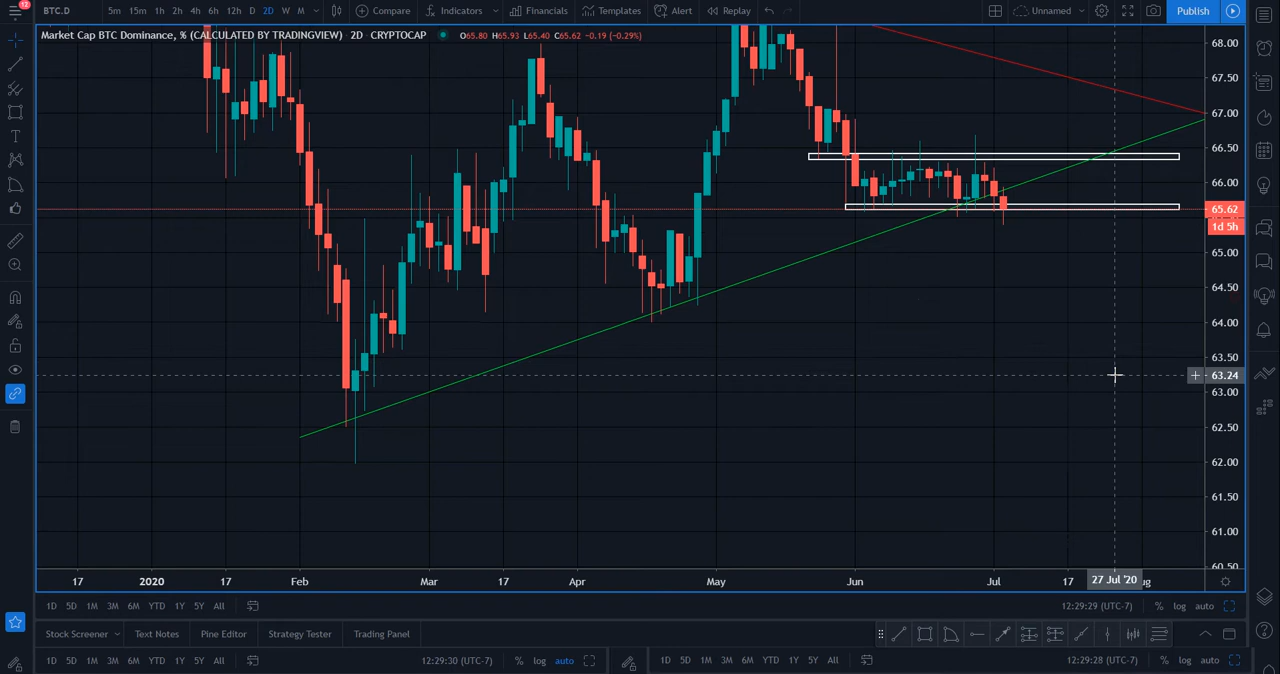 12
BTC.D 5m 15m 1h 2h 4h 6h 12h D 2D W M Compare Indicators Financials Templates Alert Replay Unnamed Publish
Market Cap BTC Dominance, % (CALCULATED BY TRADINGVIEW) 2D CRYPTOCAP O65.80 H65.93 L65.40 C65.62 -0.19 (-0.29%)
68.00
67.50
67.00
66.50
66.00
65.62
1d 5h
65.00
64.50
64.00
63.50
63.24
63.00
62.50
62.00
61.50
61.00
60.50
17 2020 17 Feb Mar 17 Apr May Jun Jul 17 27 Jul '20 ug
1D 5D 1M 3M 6M YTD 1Y 5Y All 12:29:29 (UTC-7) % log auto
Stock Screener Text Notes Pine Editor Strategy Tester Trading Panel
1D 5D 1M 3M 6M YTD 1Y 5Y All 12:29:30 (UTC-7) % log auto 1D 5D 1M 3M 6M YTD 1Y 5Y All 12:29:28 (UTC-7) % log auto